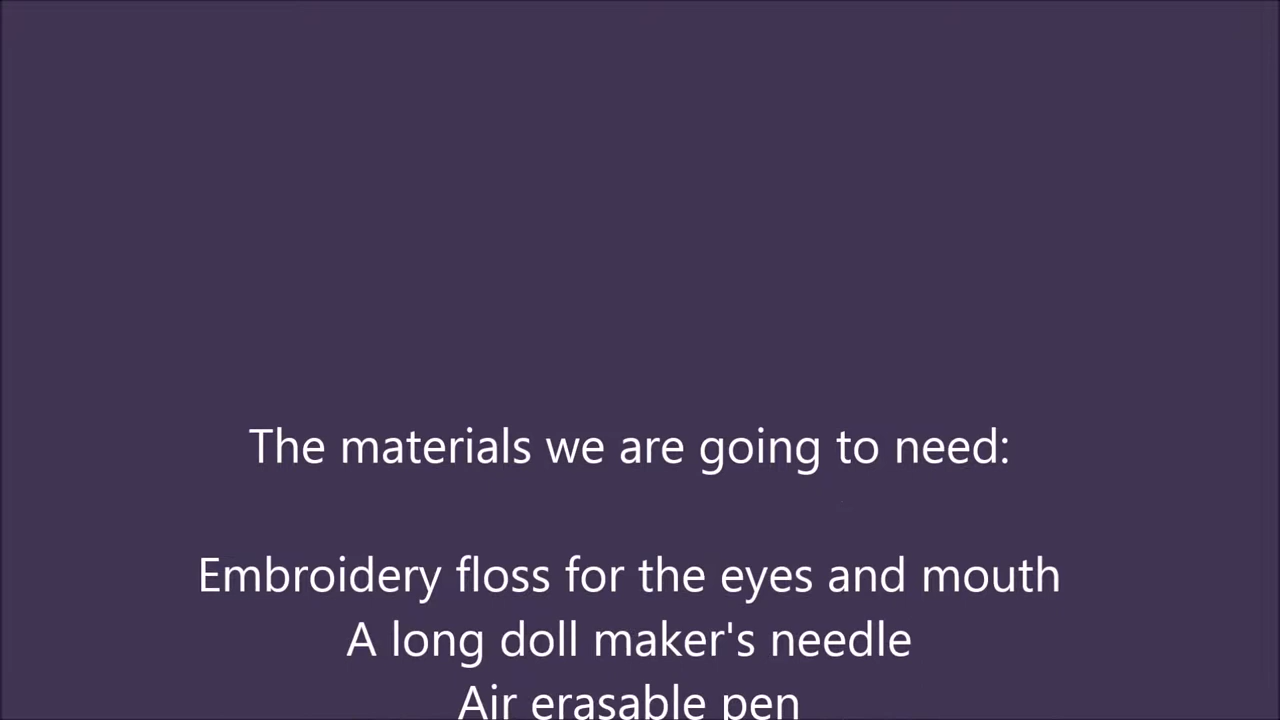 The materials we are going to need:
Embroidery floss for the eyes and mouth
A long doll maker's needle
Air erasable pen